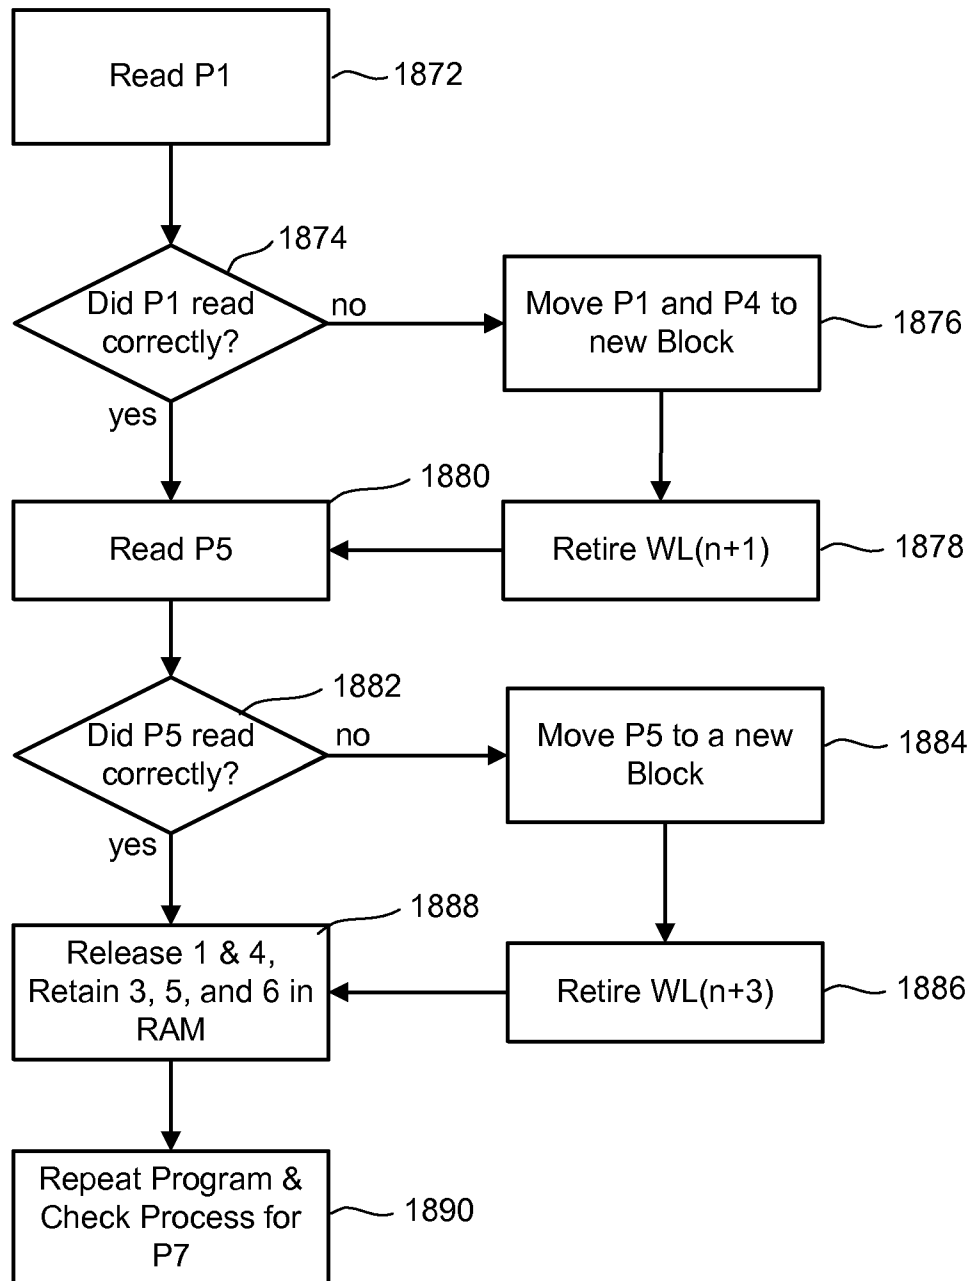 Read P1
1872
1874
Did P1 read
correctly?
no
Move P1 and P4 to
new Block
1876
yes
1880
Read P5
Retire WL(n+1)
1878
1882
Did P5 read
correctly?
no
Move P5 to a new
Block
1884
yes
1888
Release 1 & 4,
Retain 3, 5, and 6 in
RAM
Retire WL(n+3)
1886
Repeat Program &
Check Process for
P7
1890